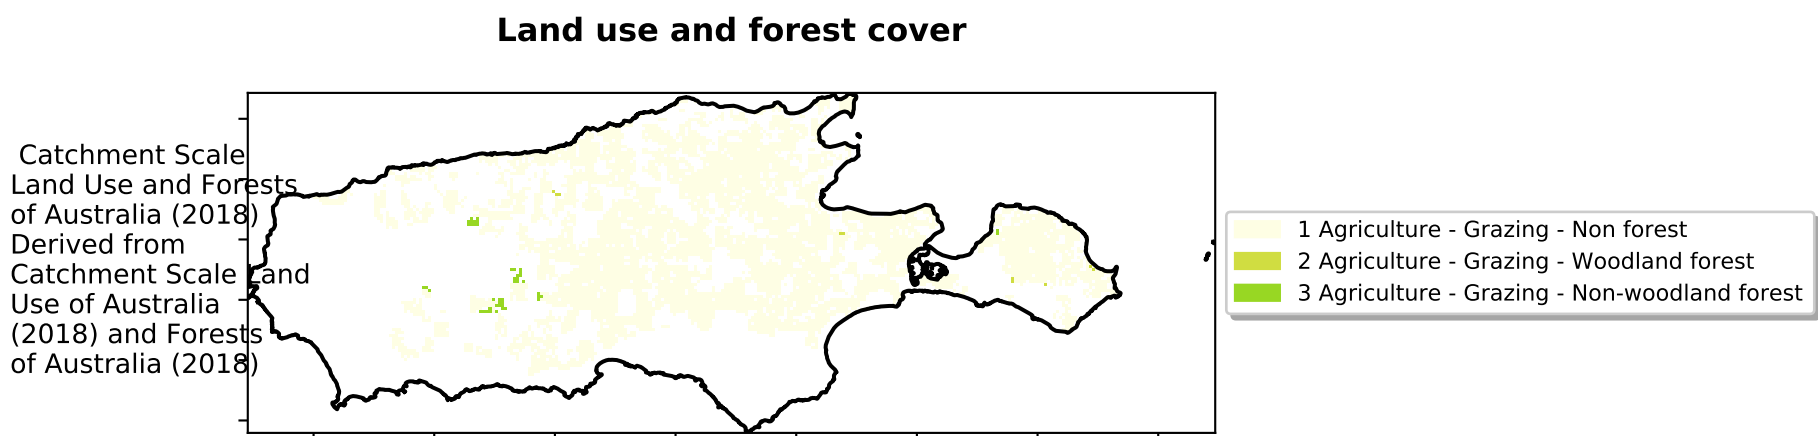 Land use and forest cover
Catchment Scale
Land Use and Forests
of Australia (2018)
Derived from
Catchment Scale Land
Use of Australia
(2018) and Forests
of Australia (2018)
1 Agriculture - Grazing - Non forest
2 Agriculture - Grazing - Woodland forest
3 Agriculture - Grazing - Non-woodland forest